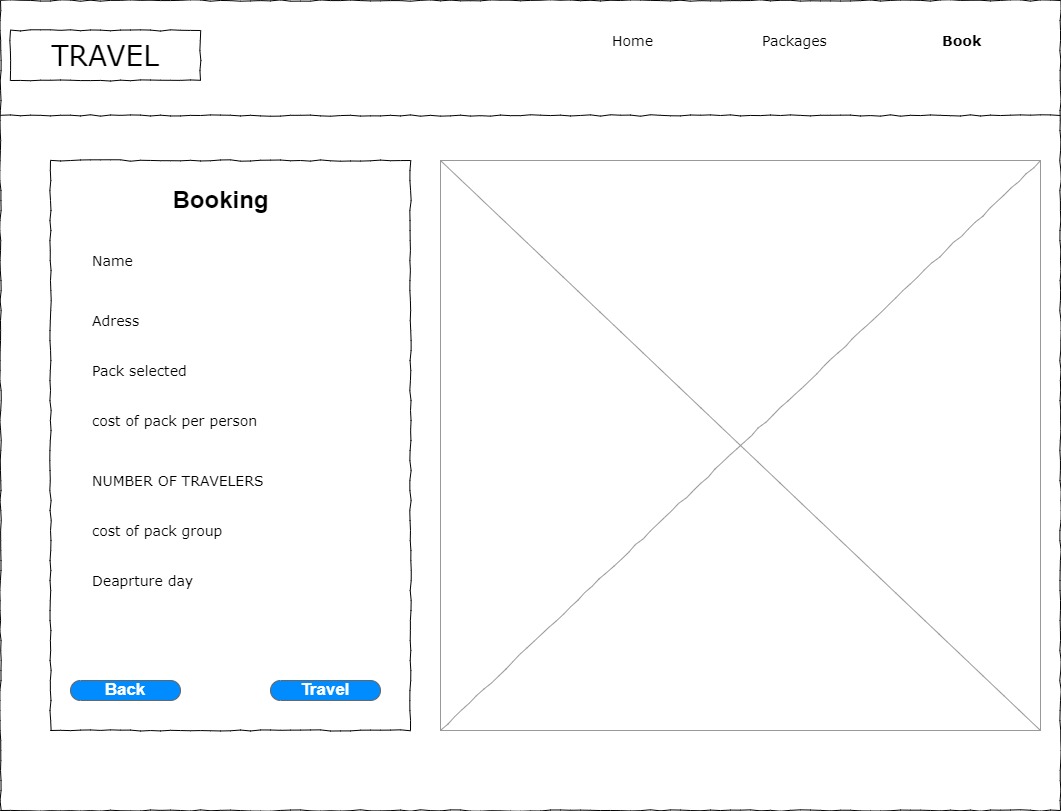 TRAVEL
Home
Packages
Book
Booking
Name
Adress
Pack selected
cost of pack per person
NUMBER OF TRAVELERS
cost of pack group
Deaprture day
Back
Travel